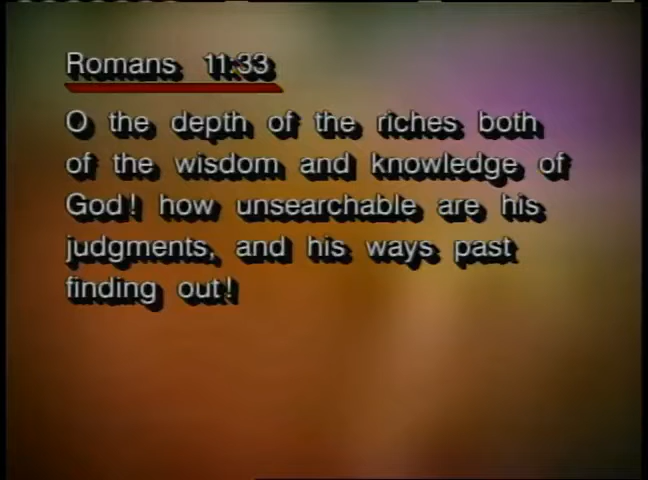 Romans 11:33
O the depth of the riches both
of the wisdom and knowledge of
God! how unsearchable are his
judgments, and his ways past
finding out!